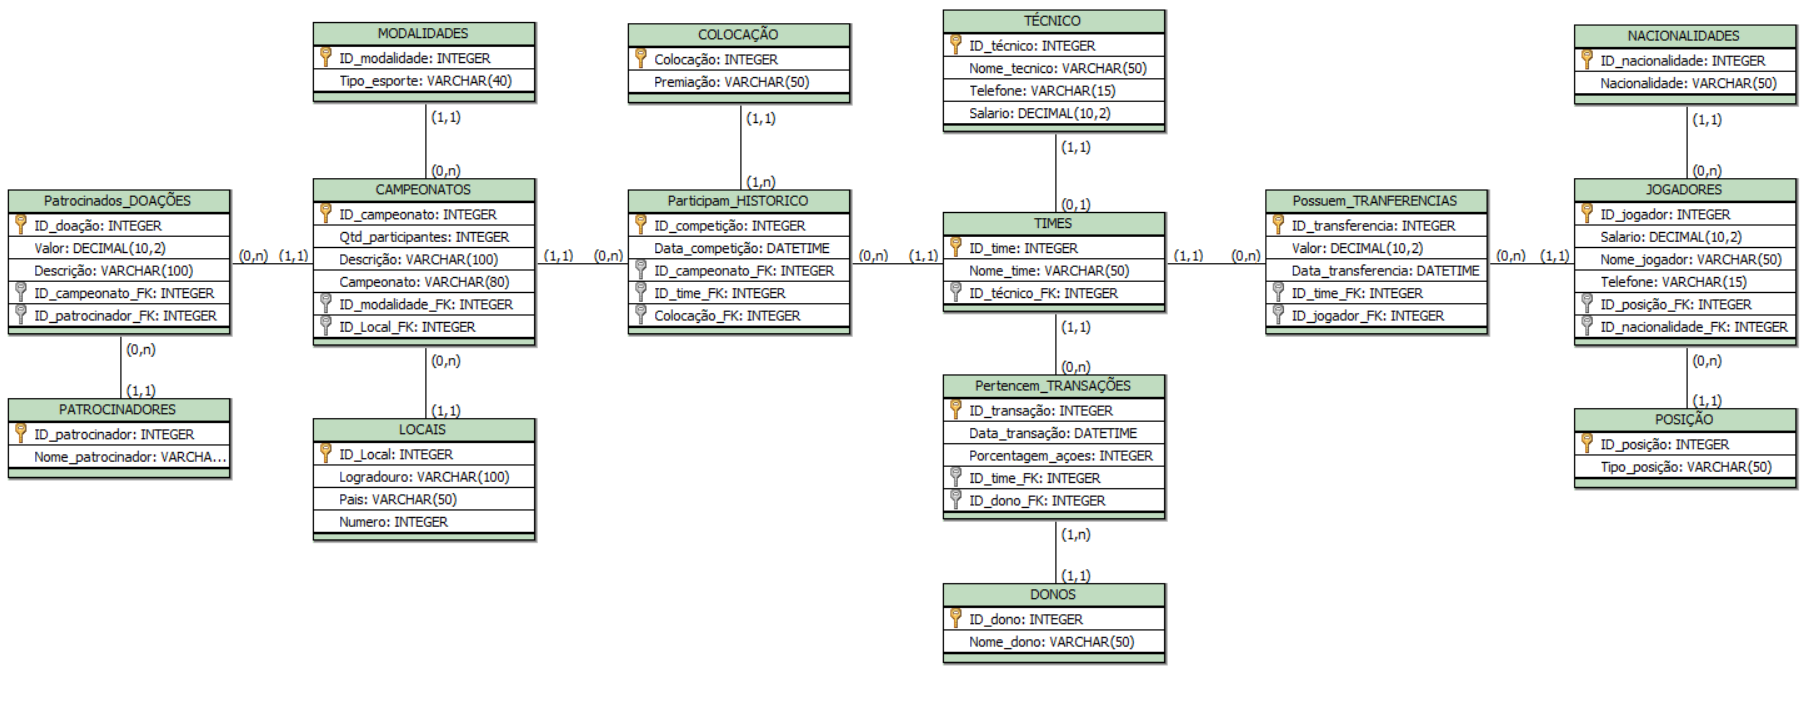 MODALIDADES
ID_modalidade: INTEGER
Tipo_esporte: VARCHAR(40)
(1,1)
(0,n)
COLOCAÇÃO
Colocação: INTEGER
Premiação: VARCHAR(50)
(1,1)
(1,n)
TÉCNICO
ID_técnico: INTEGER
Nome_tecnico: VARCHAR(50)
Telefone: VARCHAR(15)
Salario: DECIMAL(10,2)
(1,1)
(0,1)
NACIONALIDADES
ID_nacionalidade: INTEGER
Nacionalidade: VARCHAR(50)
(1,1)
(0,n)
Patrocinados_DOAÇÕES
ID_doação: INTEGER
Valor: DECIMAL(10,2)
Descrição: VARCHAR(100)
ID_campeonato_FK: INTEGER
ID_patrocinador_FK: INTEGER
(0,n) (1,1)
CAMPEONATOS
ID_campeonato: INTEGER
Qtd_participantes: INTEGER
Descrição: VARCHAR(100)
Campeonato: VARCHAR(80)
ID_modalidade_FK: INTEGER
ID_Local_FK: INTEGER
(1,1) (0,n)
Participam_HISTORICO
ID_competição: INTEGER
Data_competição: DATETIME
ID_campeonato_FK: INTEGER
ID_time_FK: INTEGER
Colocação_FK: INTEGER
(0,n) (1,1)
TIMES
ID_time: INTEGER
Nome_time: VARCHAR(50)
ID_técnico_FK: INTEGER
(1,1) (0,n)
Possuem_TRANFERENCIAS
ID_transferencia: INTEGER
Valor: DECIMAL(10,2)
Data_transferencia: DATETIME
ID_time_FK: INTEGER
ID_jogador_FK: INTEGER
(0,n) (1,1)
JOGADORES
ID_jogador: INTEGER
Salario: DECIMAL(10,2)
Nome_jogador: VARCHAR(50)
Telefone: VARCHAR(15)
ID_posição_FK: INTEGER
ID_nacionalidade_FK: INTEGER
(0,n)
(1,1)
PATROCINADORES
ID_patrocinador: INTEGER
Nome_patrocinador: VARCHA...
(0,n)
(1,1)
LOCAIS
ID_Local: INTEGER
Logradouro: VARCHAR(100)
Pais: VARCHAR(50)
Numero: INTEGER
(1,1)
(0,n)
Pertencem_TRANSAÇÕES
ID_transação: INTEGER
Data_transação: DATETIME
Porcentagem_açoes: INTEGER
ID_time_FK: INTEGER
ID_dono_FK: INTEGER
(1,n)
(1,1)
DONOS
ID_dono: INTEGER
Nome_dono: VARCHAR(50)
(0,n)
(1,1)
POSIÇÃO
ID_posição: INTEGER
Tipo_posição: VARCHAR(50)